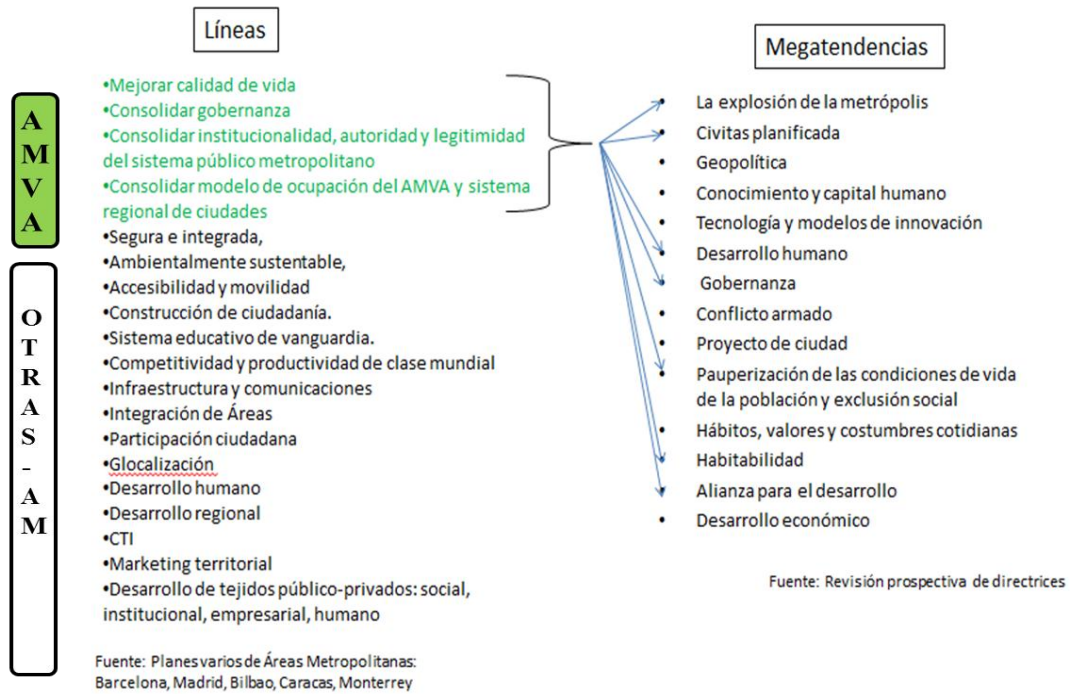 Líneas
AMVA
•Mejorar calidad de vida
•Consolidar gobernanza
•Consolidar institucionalidad, autoridad y legitimidad
del sistema público metropolitano
•Consolidar modelo de ocupación del AMVA y sistema
regional de ciudades
OTRAS-AM
•Segura e integrada,
•Ambientalmente sustentable,
•Accesibilidad y movilidad
•Construcción de ciudadanía.
•Sistema educativo de vanguardia.
•Competitividad y productividad de clase mundial
•Infraestructura y comunicaciones
•Integración de Áreas
•Participación ciudadana
•Glocalización
•Desarrollo humano
•Desarrollo regional
•CTI
•Marketing territorial
•Desarrollo de tejidos público-privados: social,
institucional, empresarial, humano
Fuente: Planes varios de Áreas Metropolitanas:
Barcelona, Madrid, Bilbao, Caracas, Monterrey
Megatendencias
• La explosión de la metrópolis
• Civitas planificada
• Geopolítica
• Conocimiento y capital humano
• Tecnología y modelos de innovación
• Desarrollo humano
• Gobernanza
• Conflicto armado
• Proyecto de ciudad
• Pauperización de las condiciones de vida
de la población y exclusión social
• Hábitos, valores y costumbres cotidianas
• Habitabilidad
• Alianza para el desarrollo
• Desarrollo económico
Fuente: Revisión prospectiva de directrices